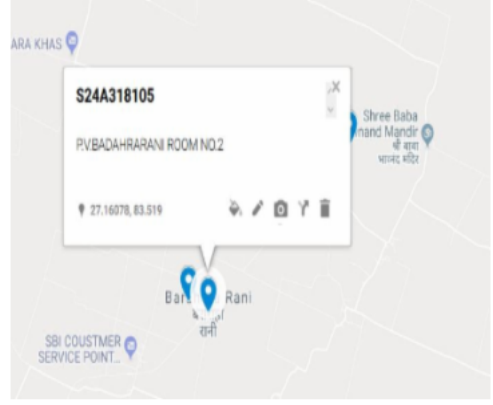 ARA KHAS
S24A318105
P.V.BADAHRARANI ROOM NO.2
27.16078, 83.519
Shree Baba
nand Mandir
श्री बाबा
मंदिर
Bar Rani
रानी
SBI COUSTMER
SERVICE POINT...